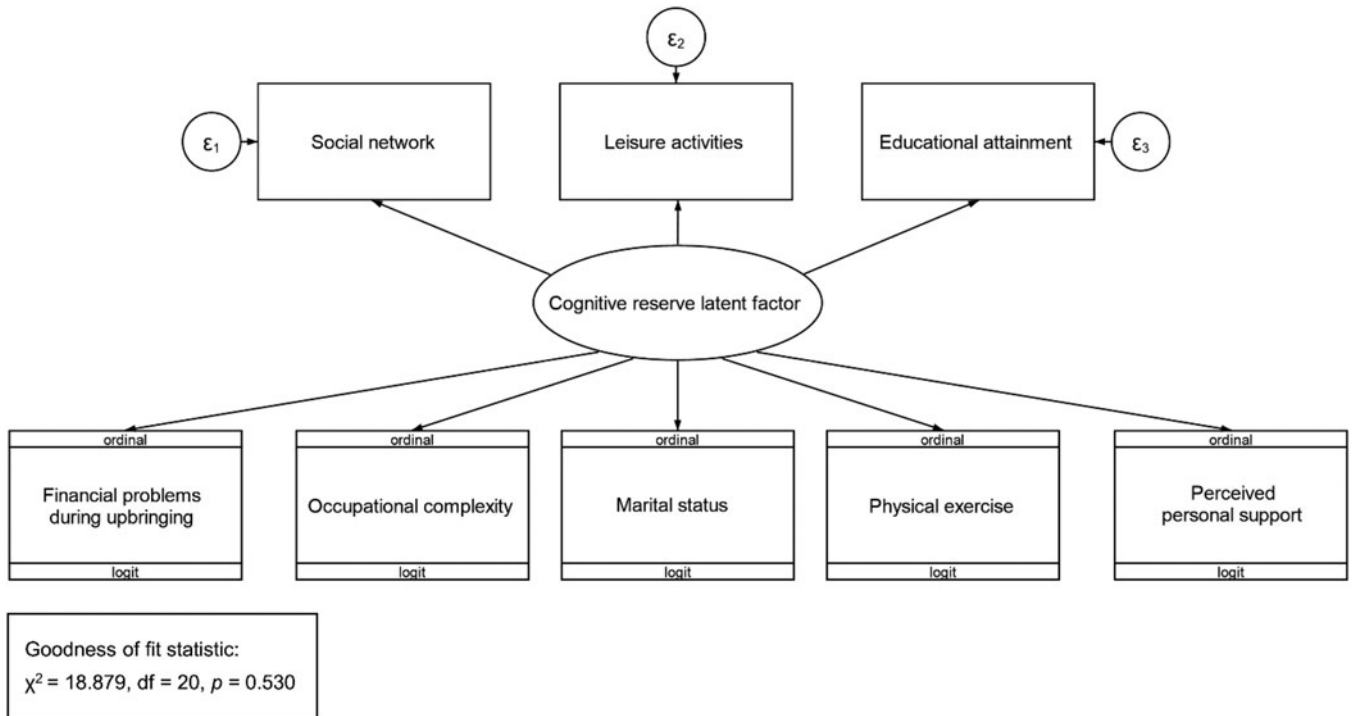 ε₂
ε₁
Social network
Leisure activities
Educational attainment
ε₃
Cognitive reserve latent factor
ordinal
Financial problems
during upbringing
logit
ordinal
Occupational complexity
logit
ordinal
Marital status
logit
ordinal
Physical exercise
logit
ordinal
Perceived
personal support
logit
Goodness of fit statistic:
χ² = 18.879, df = 20, p = 0.530